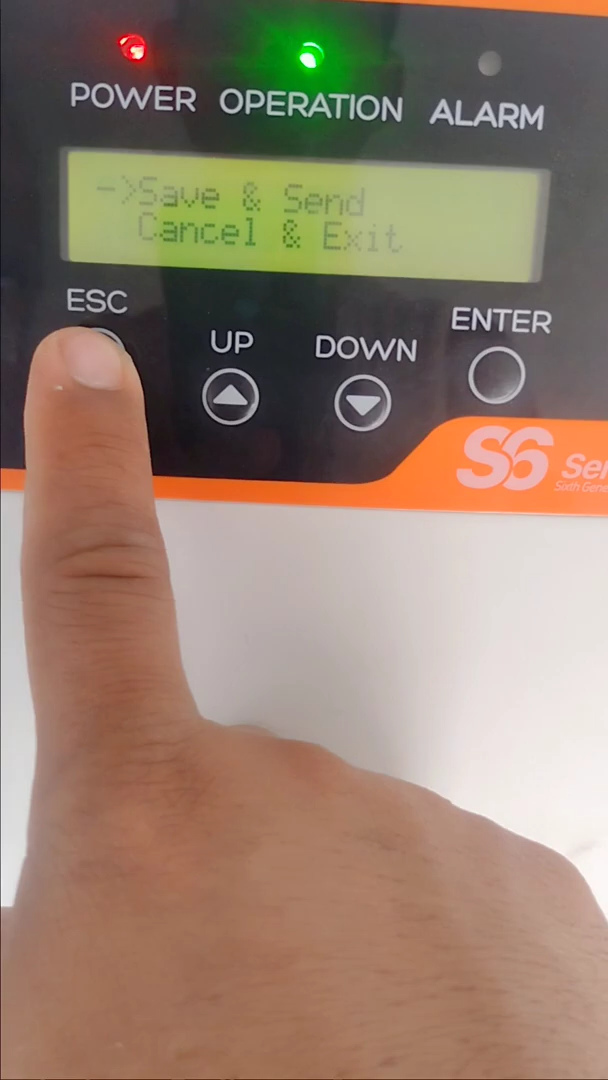 POWER OPERATION ALARM
->Save & Send
Cancel & Exit
ESC UP DOWN ENTER
S6